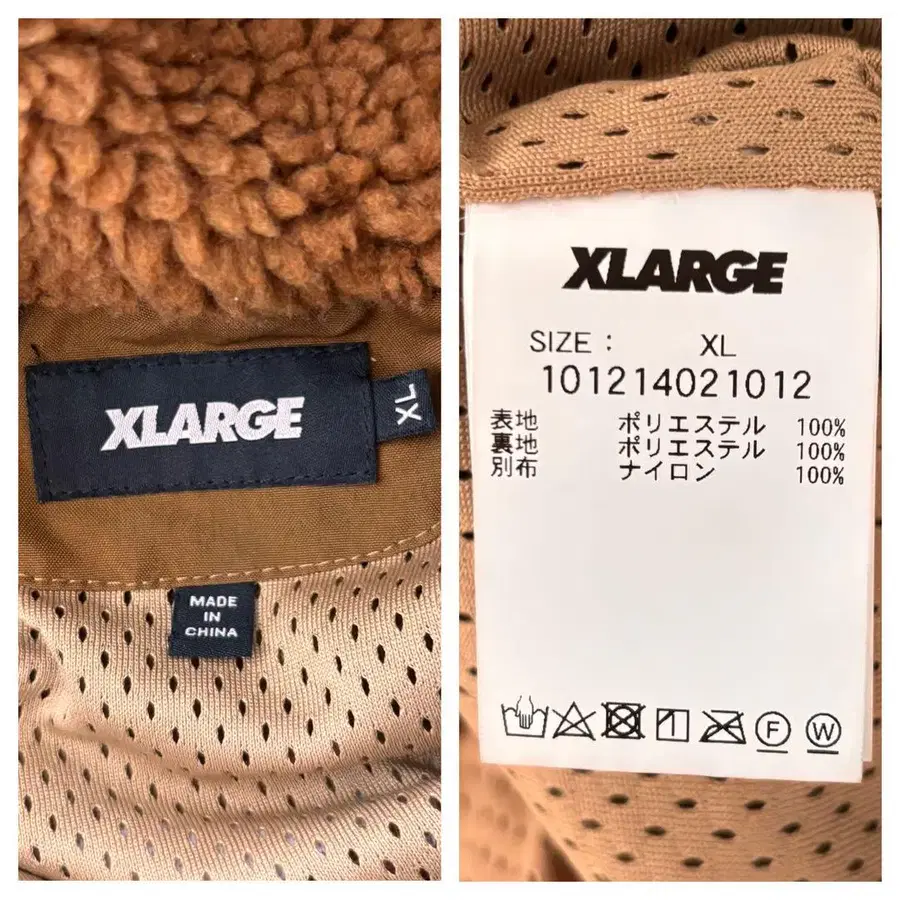 XLARGE
XL
MADE
IN
CHINA
XLARGE
SIZE : XL
101214021012
表地 ポリエステル 100%
裏地 ポリエステル 100%
別布 ナイロン 100%
F W